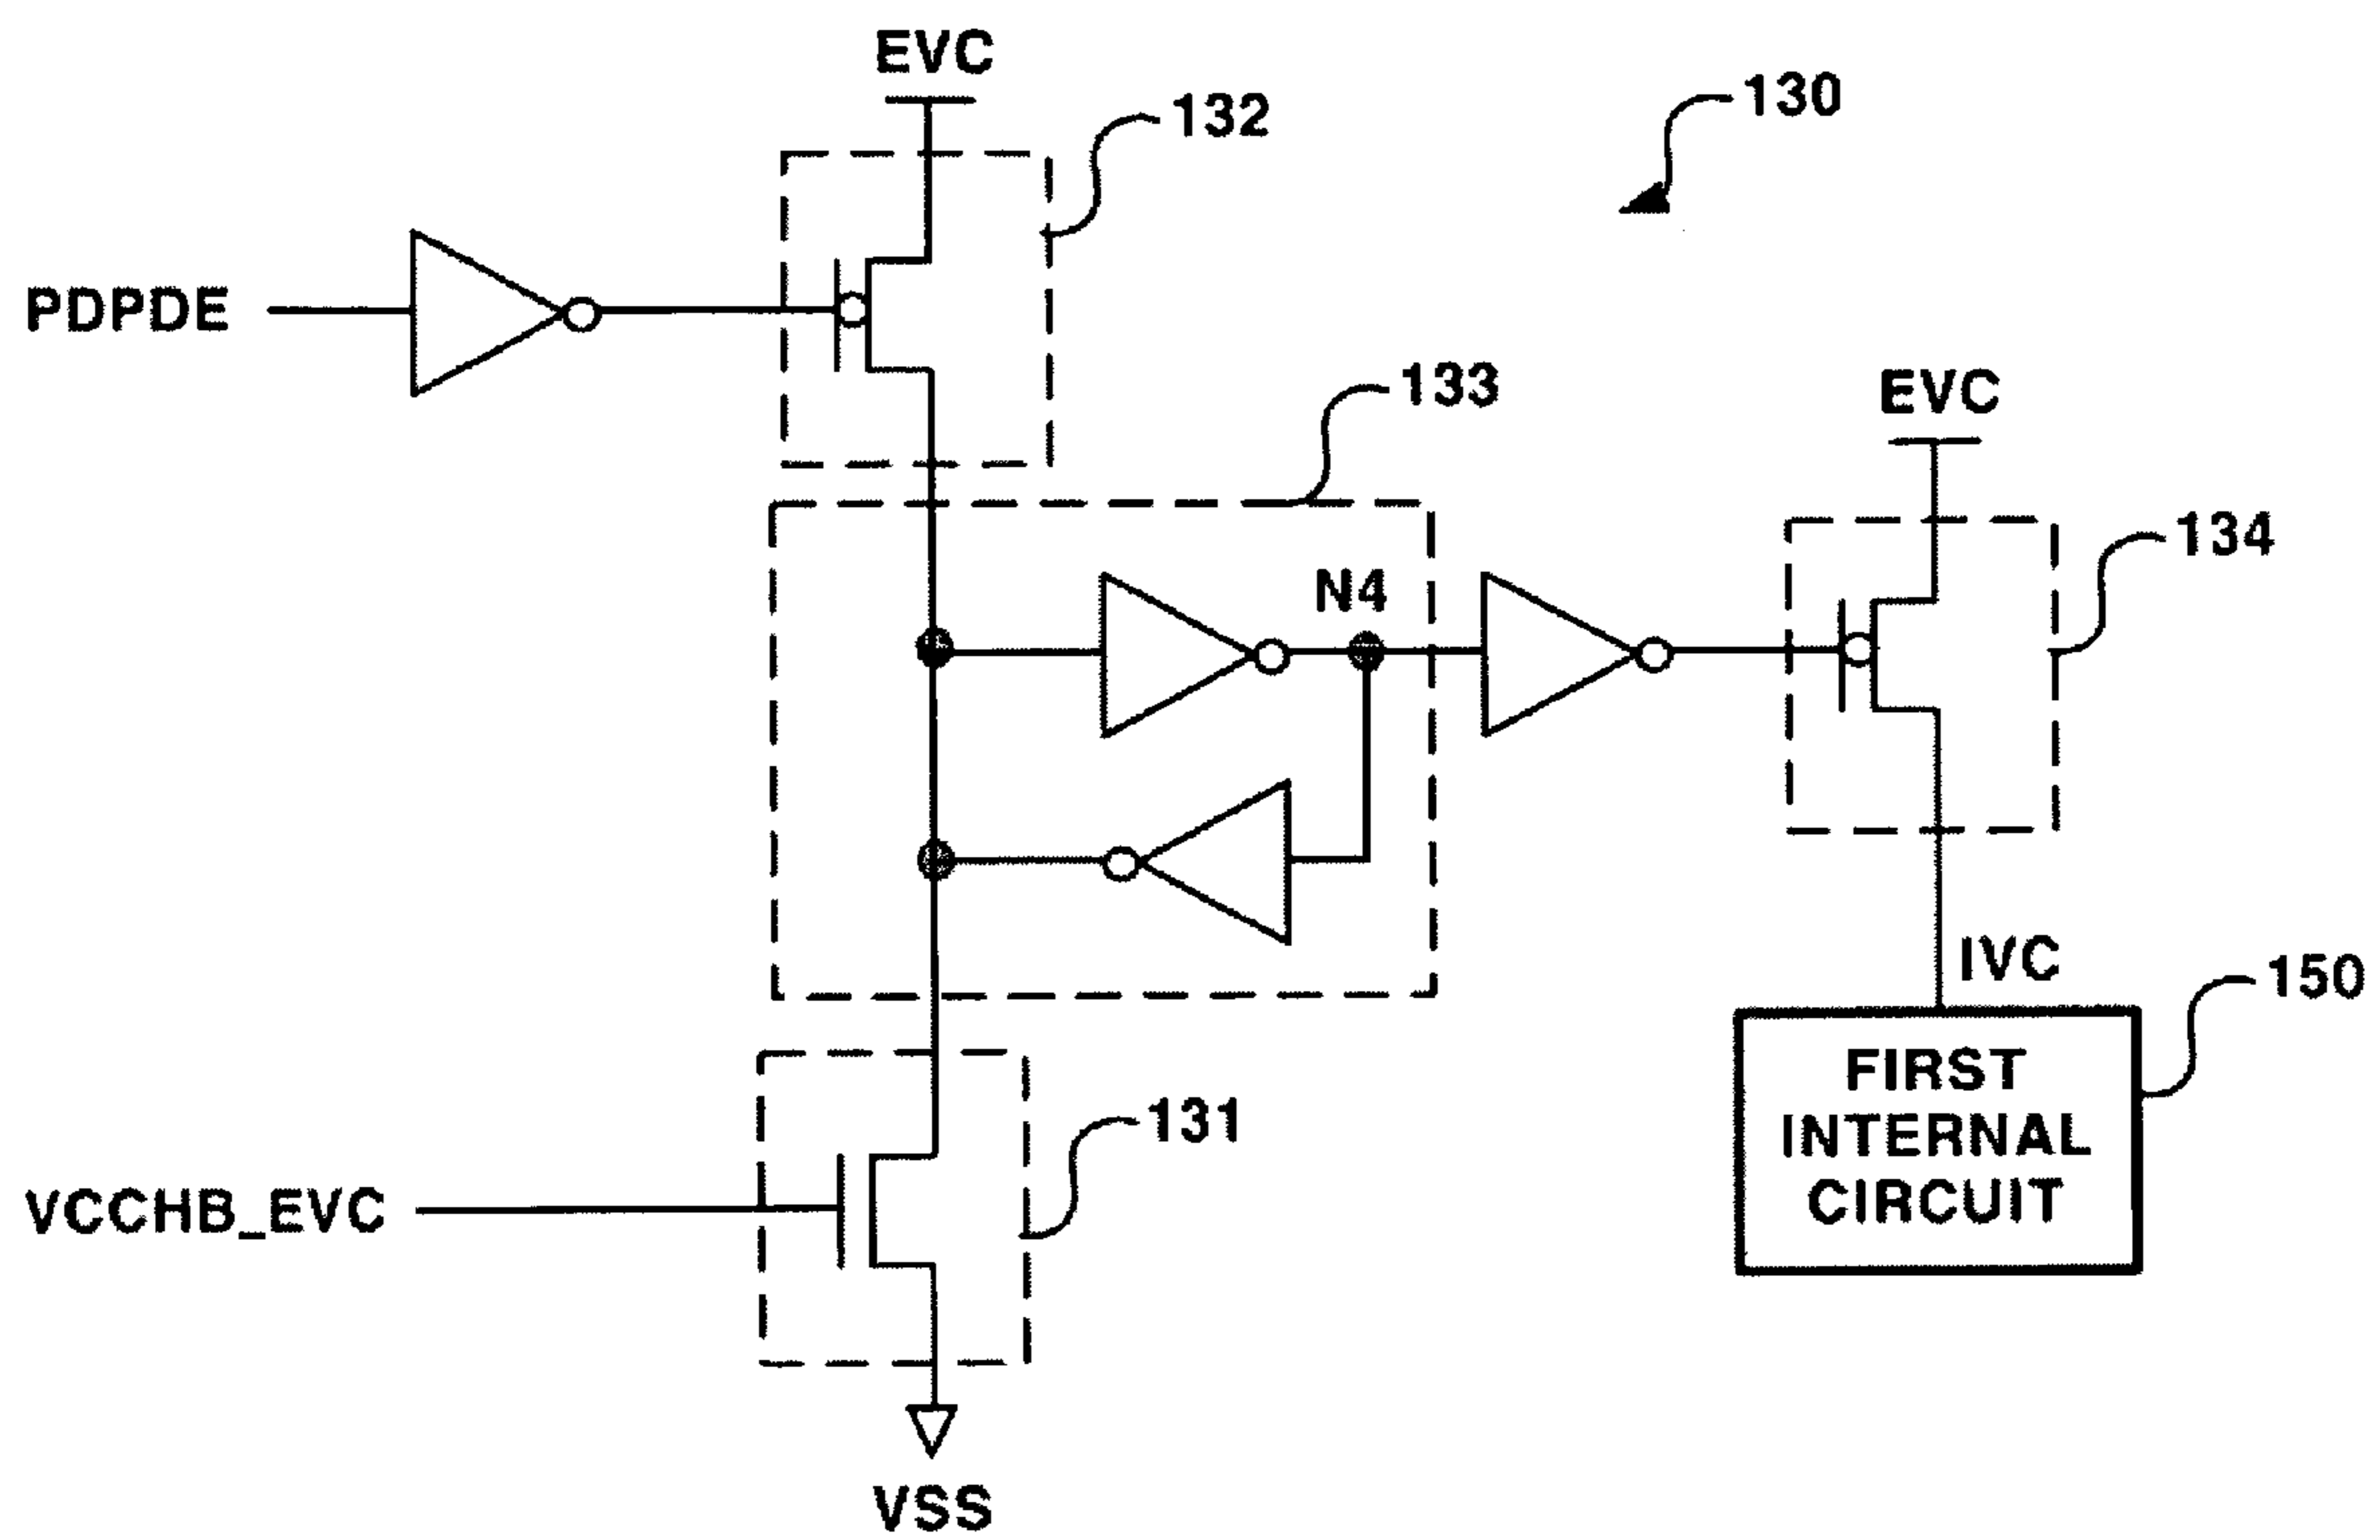 EVC
132
130
PDPDE
133
EVC
134
N4
IVC
150
FIRST
INTERNAL
CIRCUIT
131
VCCHB_EVC
VSS